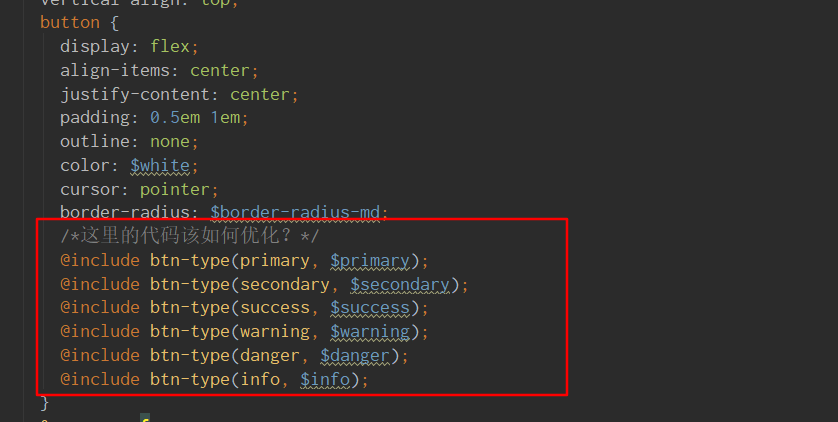 vertical-align: top;
button {
display: flex;
align-items: center;
justify-content: center;
padding: 0.5em 1em;
outline: none;
color: $white;
cursor: pointer;
border-radius: $border-radius-md;
/*这里的代码该如何优化？*/
@include btn-type(primary, $primary);
@include btn-type(secondary, $secondary);
@include btn-type(success, $success);
@include btn-type(warning, $warning);
@include btn-type(danger, $danger);
@include btn-type(info, $info);
}